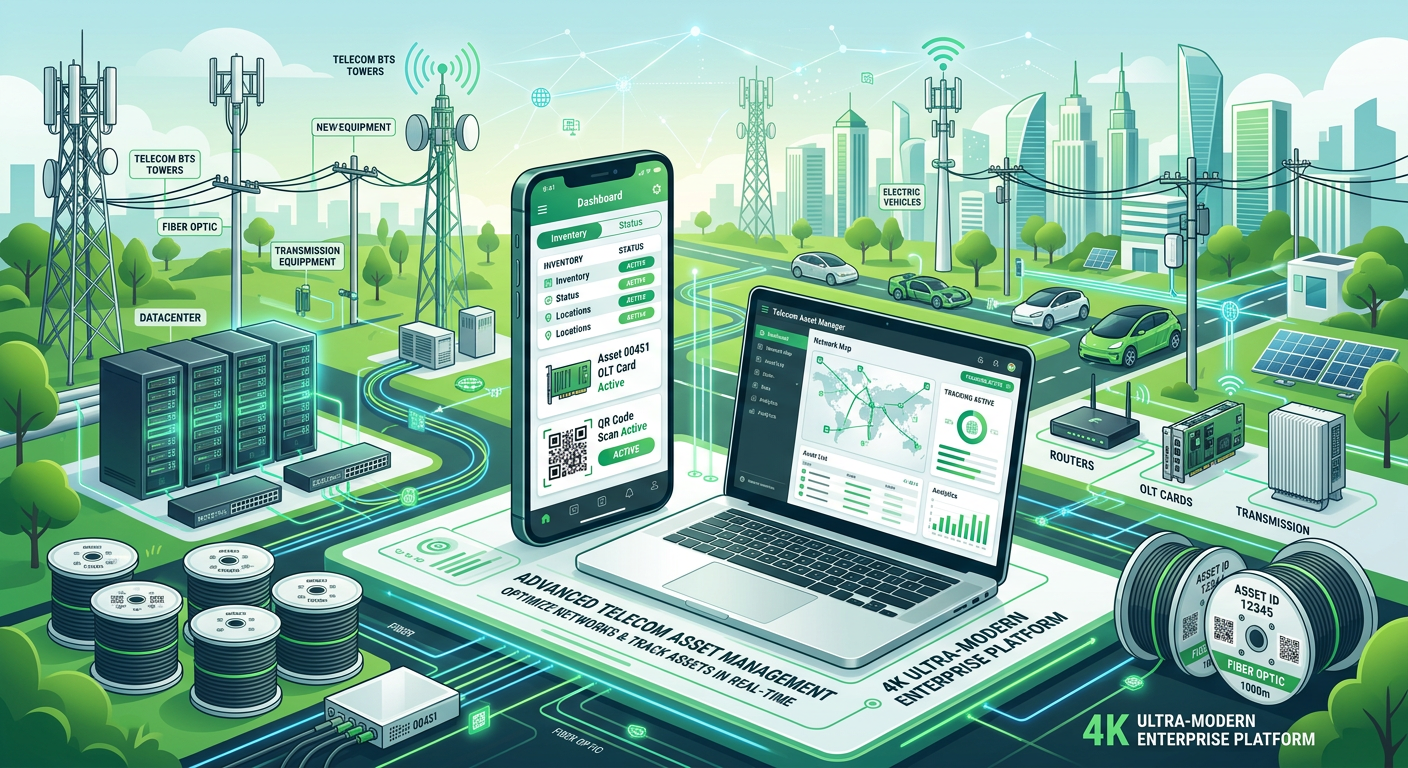 TELECOM BTS
TOWERS
NEW EQUIPMENT
TELECOM BTS
TOWERS
FIBER OPTIC
TRANSMISSION
EQUIPPMENT
DATACENTER
ELECTRIC
VEHICLES
9:41
Dashboard
Inventory
Status
INVENTORY
STATUS
Inventory
ACTIVE
Status
ACTIVE
Locations
ACTIVE
Locations
ACTIVE
Asset 00451
OLT Card
Active
QR Code
Scan Active
ACTIVE
Telecom Asset Manager
Dashboard
Network Map
TRACKING ACTIVE
Analytics
ROUTERS
OLT CARDS
TRANSMISSION
ADVANCED TELECOM ASSET MANAGEMENT
OPTIMIZE NETWORKS & TRACK ASSETS IN REAL-TIME
4K ULTRA-MODERN
ENTERPRISE PLATFORM
FIBER
004S1
FIBER OPTIC
ASSET ID
ASSET ID
12345
FIBER OPTIC
1000m
4K ULTRA-MODERN
ENTERPRISE PLATFORM